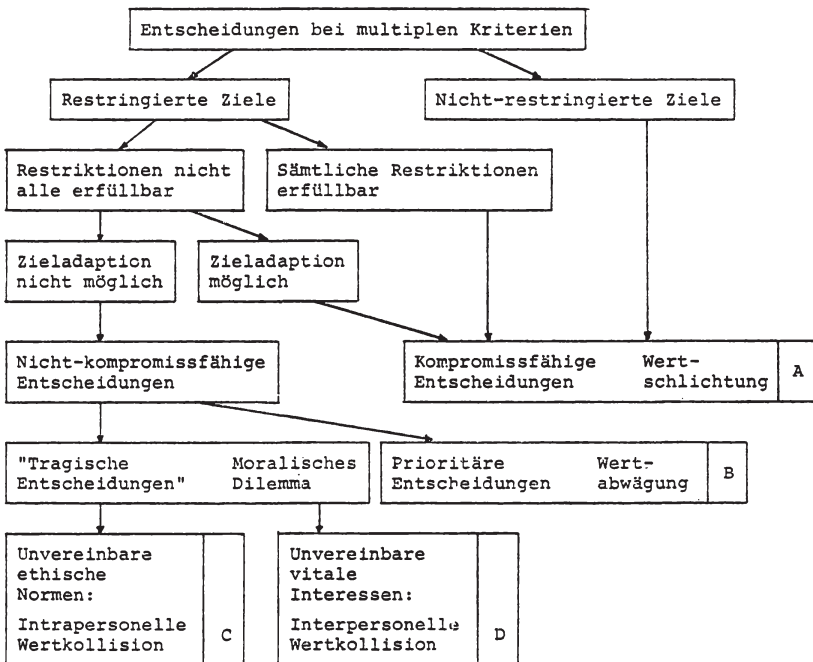 Entscheidungen bei multiplen Kriterien
Restringierte Ziele
Nicht-restringierte Ziele
Restriktionen nicht
alle erfüllbar
Sämtliche Restriktionen
erfüllbar
Zieladaption
nicht möglich
Zieladaption
möglich
Nicht-kompromissfähige
Entscheidungen
Kompromissfähige Wert-
Entscheidungen schlichtung
A
"Tragische Moralisches
Entscheidungen" Dilemma
Prioritäre Wert-
Entscheidungen abwägung
B
Unvereinbare
ethische
Normen:
Intrapersonelle
Wertkollision
C
Unvereinbare
vitale
Interessen:
Interpersonelle
Wertkollision
D